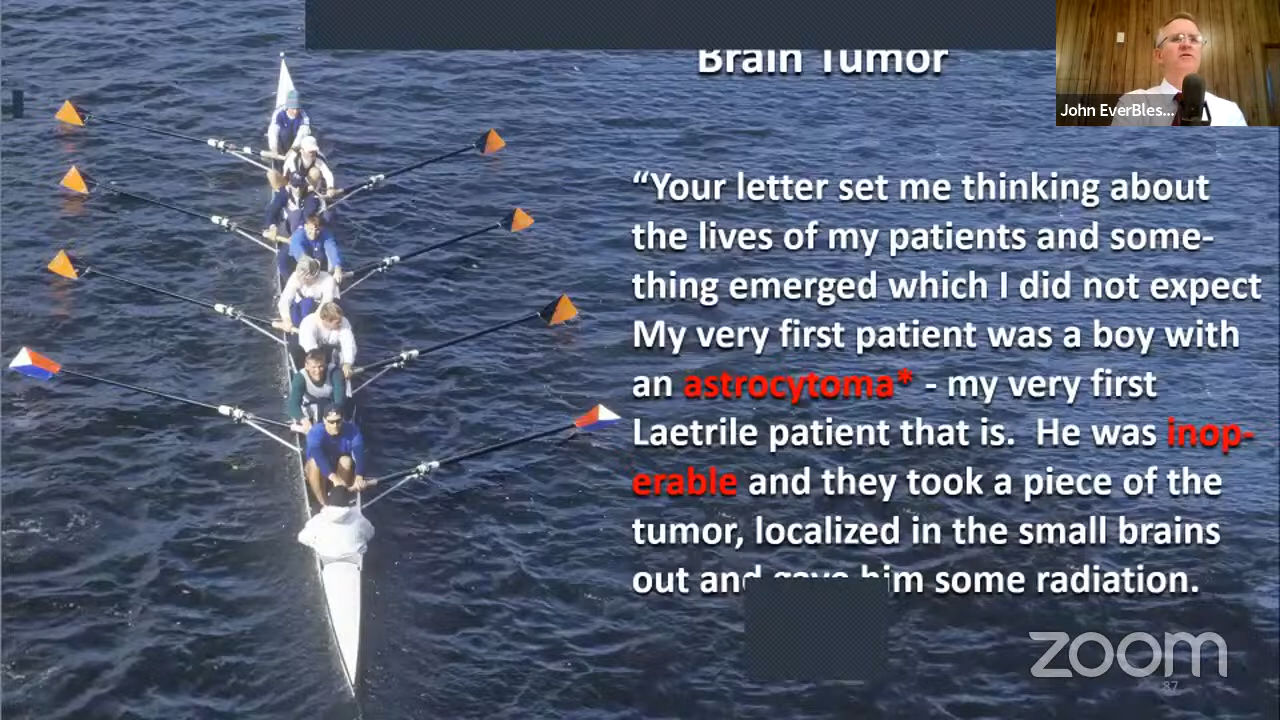 Brain Tumor
John EverBles...
“Your letter set me thinking about
the lives of my patients and some-
thing emerged which I did not expect
My very first patient was a boy with
an astrocytoma* - my very first
Laetrile patient that is.  He was inop-
erable and they took a piece of the
tumor, localized in the small brains
out and gave him some radiation.
zoom
87